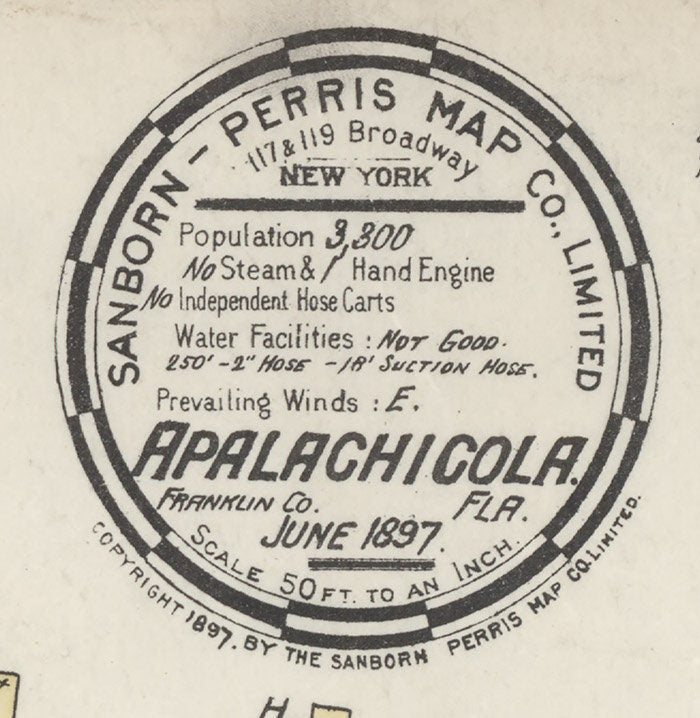 SANBORN - PERRIS MAP CO., LIMITED
117 & 119 Broadway
NEW YORK
Population 3,300
No Steam & 1 Hand Engine
No Independent Hose Carts
Water Facilities : NOT GOOD.
250' - 2" HOSE - 18' SUCTION HOSE.
Prevailing Winds : E.
APALACHICOLA.
FRANKLIN CO. FLA.
JUNE 1897.
SCALE 50 FT. TO AN INCH.
COPYRIGHT 1897. BY THE SANBORN PERRIS MAP CO. LIMITED.
H